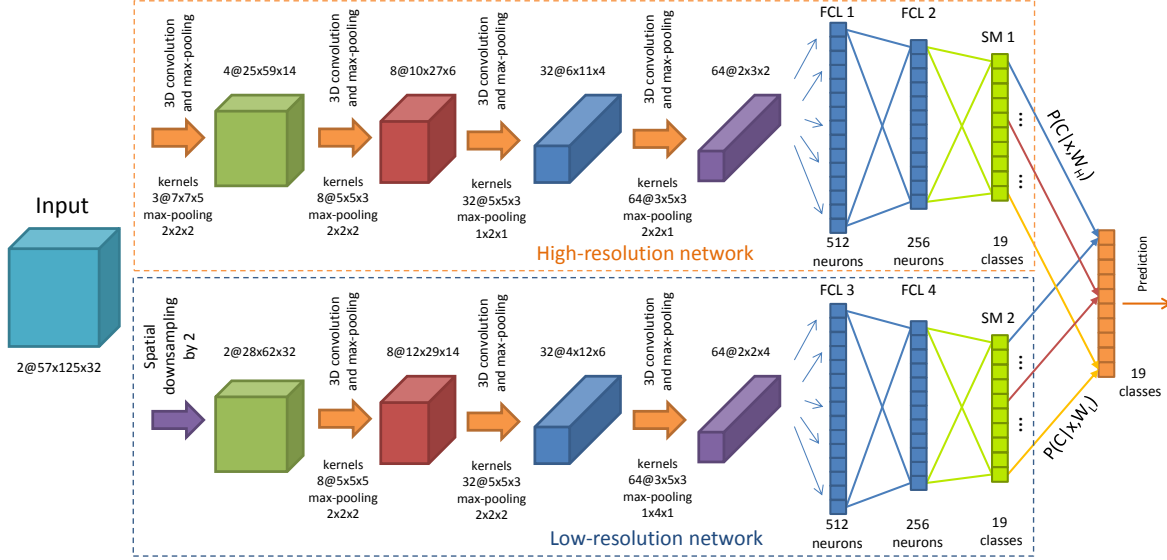 Input
2@57x125x32
3D convolution
and max-pooling
kernels
3@7x7x5
max-pooling
2x2x2
4@25x59x14
3D convolution
and max-pooling
kernels
8@5x5x3
max-pooling
2x2x2
8@10x27x6
3D convolution
and max-pooling
kernels
32@5x5x3
max-pooling
1x2x1
32@6x11x4
3D convolution
and max-pooling
kernels
64@3x5x3
max-pooling
2x2x1
64@2x3x2
FCL 1
512
neurons
FCL 2
256
neurons
SM 1
...
...
19
classes
High-resolution network
P(C|x,W_H)
Spatial
downsampling
by 2
2@28x62x32
3D convolution
and max-pooling
kernels
8@5x5x5
max-pooling
2x2x2
8@12x29x14
3D convolution
and max-pooling
kernels
32@5x5x3
max-pooling
2x2x2
32@4x12x6
3D convolution
and max-pooling
kernels
64@3x5x3
max-pooling
1x4x1
64@2x2x4
FCL 3
512
neurons
FCL 4
256
neurons
SM 2
...
...
19
classes
Low-resolution network
P(C|x,W_L)
Prediction
19
classes